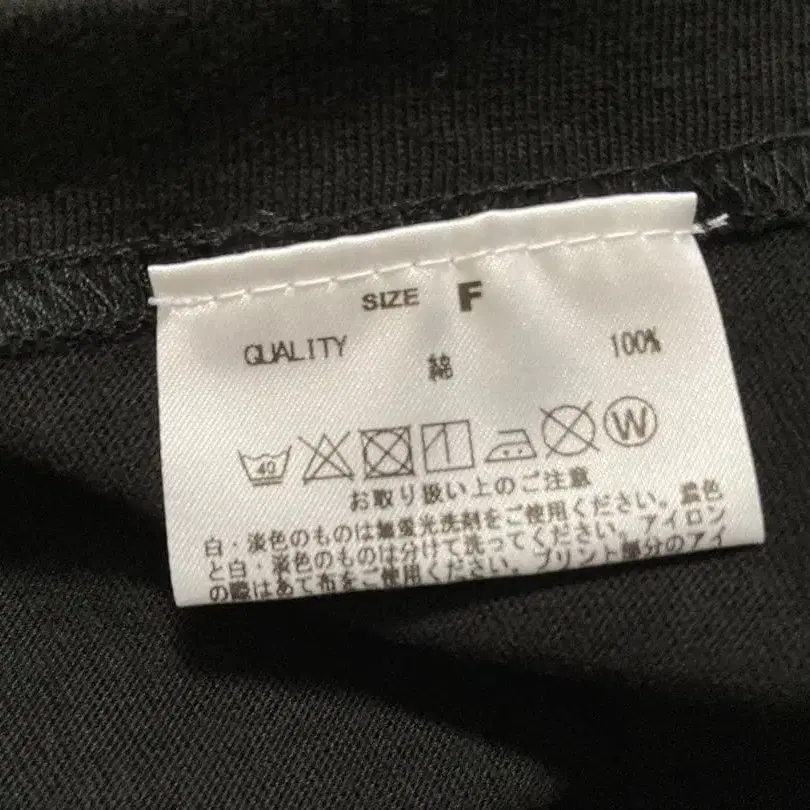 SIZE F
QUALITY
綿 100%
40
W
お取り扱い上のご注意
白・淡色のものは無蛍光洗剤をご使用ください。濃色
と白・淡色のものは分けて洗ってください。アイロン
の際はあて布をご使用ください。プリント部分のアイ